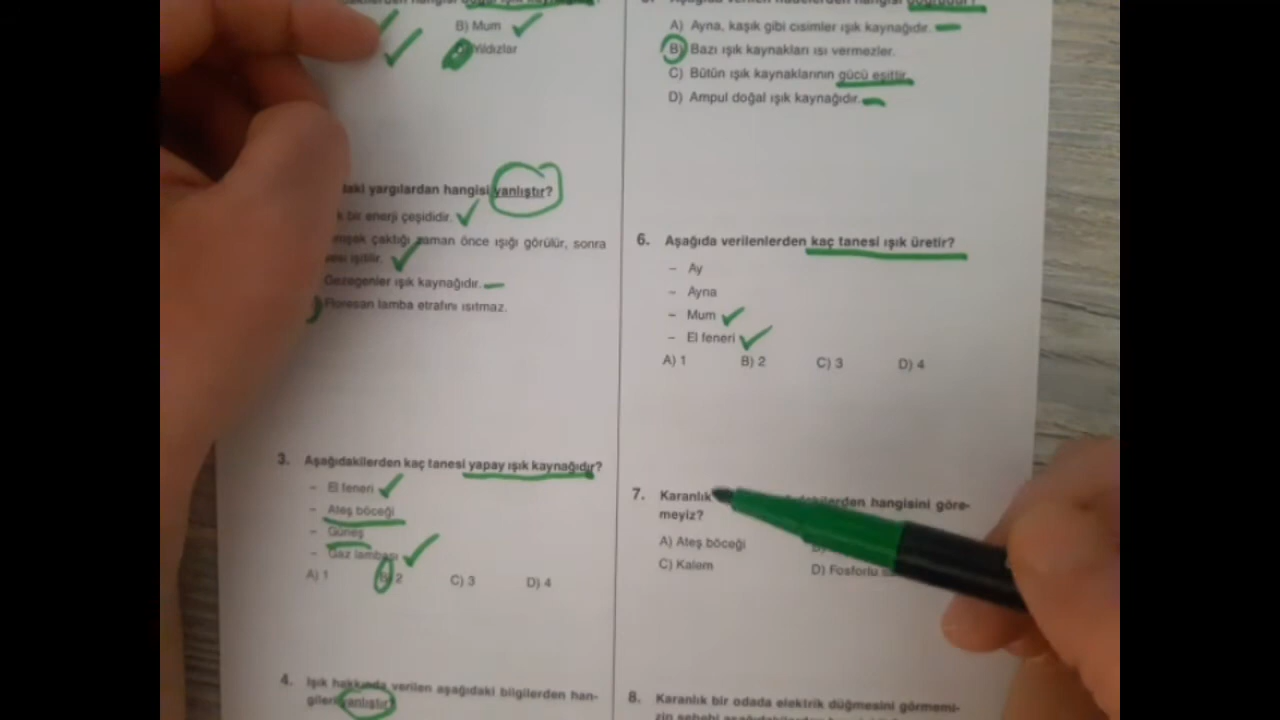 B) Mum
Yıldızlar
yargılardan hangisi yanlıştır?
bir enerji çeşididir.
çaktığı zaman önce ışığı görülür, sonra
işitilir.
Gezegenler ışık kaynağıdır.
Floresan lamba etrafını ısıtmaz.
3. Aşağıdakilerden kaç tanesi yapay ışık kaynağıdır?
- El feneri
- Ateş böceği
- Güneş
- Gaz lambası
A) 1 B) 2 C) 3 D) 4
4. Işık hakkında verilen aşağıdaki bilgilerden han-
yanlıştır?
A) Ayna, kaşık gibi cisimler ışık kaynağıdır.
B) Bazı ışık kaynakları ısı vermezler.
C) Bütün ışık kaynaklarının gücü eşittir.
D) Ampul doğal ışık kaynağıdır.
6. Aşağıda verilenlerden kaç tanesi ışık üretir?
- Ay
- Ayna
- Mum
- El feneri
A) 1 B) 2 C) 3 D) 4
7. Karanlık hangisini göre-
meyiz?
A) Ateş böceği
C) Kalem D) Fosforlu
8. Karanlık bir odada elektrik düğmesini görmemi-